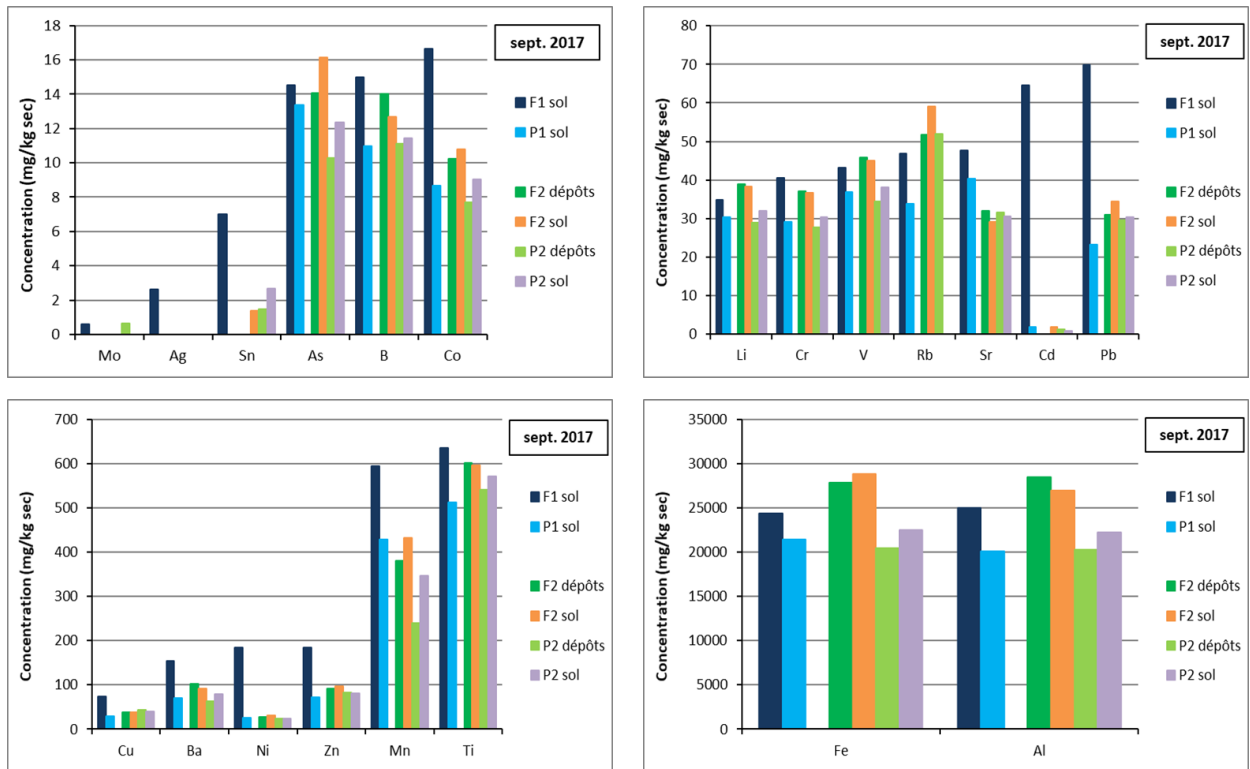 Concentration (mg/kg sec)
18
16
14
12
10
8
6
4
2
0
Mo Ag Sn As B Co
sept. 2017
F1 sol
P1 sol
F2 dépôts
F2 sol
P2 dépôts
P2 sol
Concentration (mg/kg sec)
80
70
60
50
40
30
20
10
0
Li Cr V Rb Sr Cd Pb
sept. 2017
F1 sol
P1 sol
F2 dépôts
F2 sol
P2 dépôts
P2 sol
Concentration (mg/kg sec)
700
600
500
400
300
200
100
0
Cu Ba Ni Zn Mn Ti
sept. 2017
F1 sol
P1 sol
F2 dépôts
F2 sol
P2 dépôts
P2 sol
Concentration (mg/kg sec)
35000
30000
25000
20000
15000
10000
5000
0
Fe Al
sept. 2017
F1 sol
P1 sol
F2 dépôts
F2 sol
P2 dépôts
P2 sol